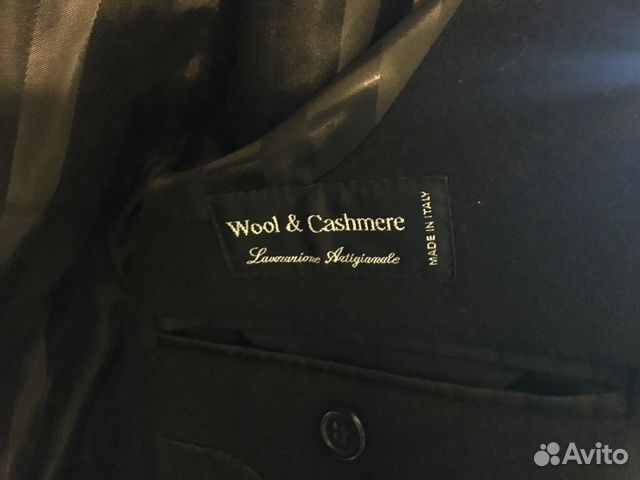 Wool & Cashmere
Lavorazione Artigianale
MADE IN ITALY
Avito